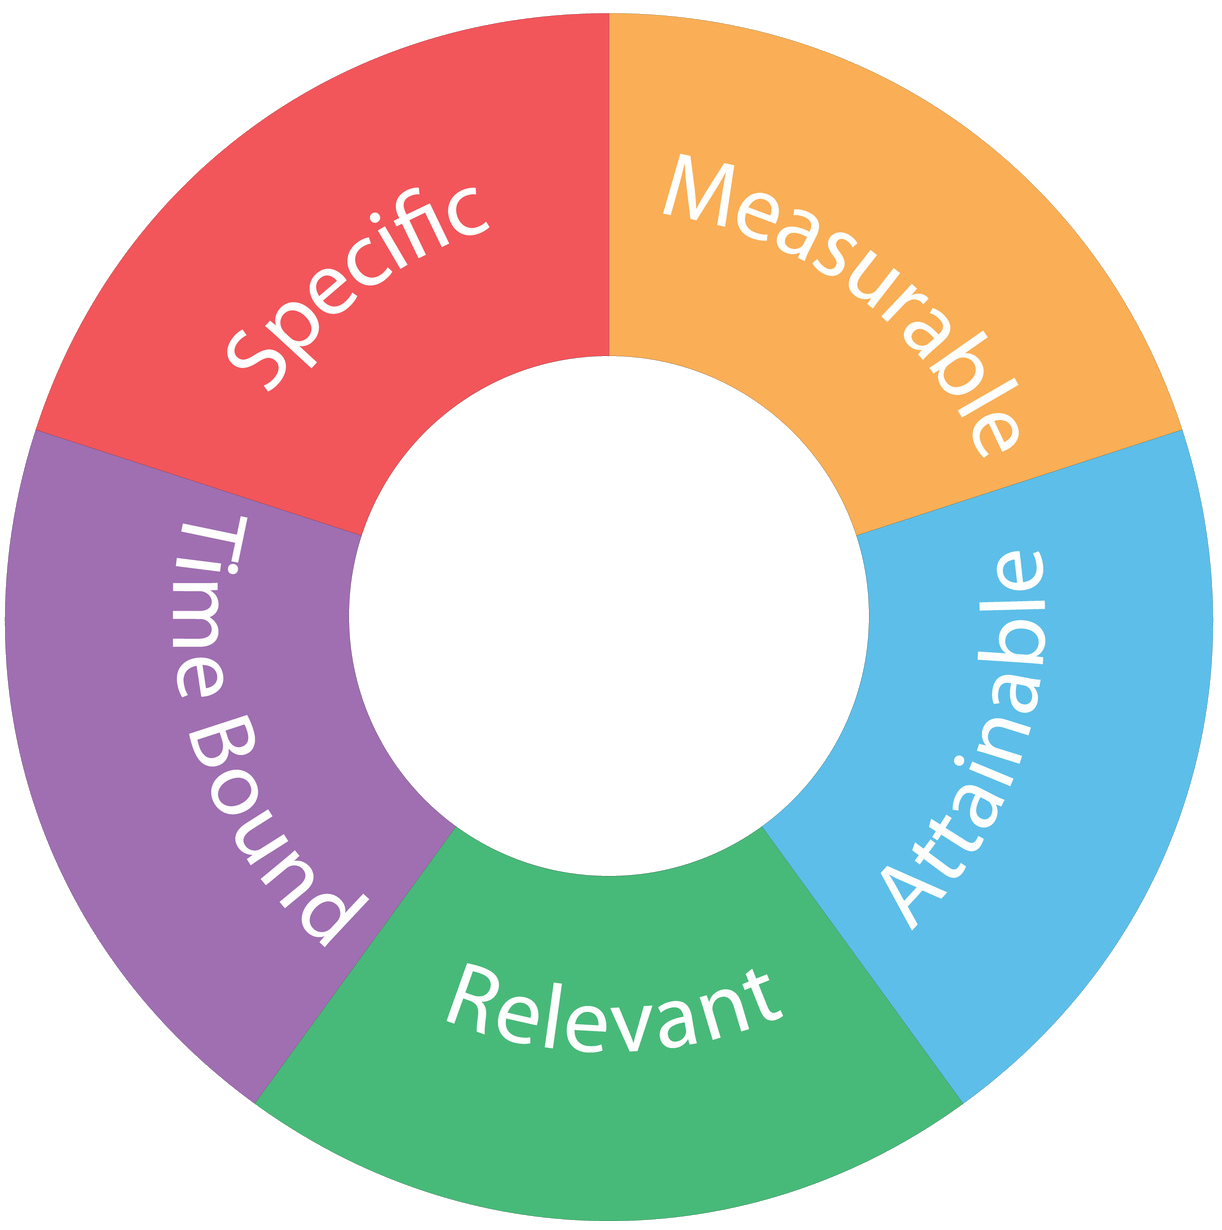 Specific
Measurable
Attainable
Relevant
Time Bound